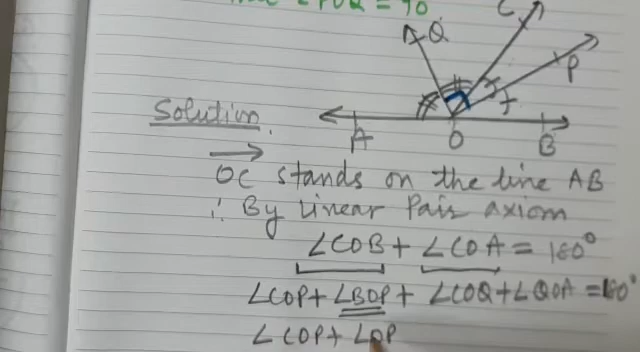 ∠POQ = 90
C
Q
P
Solution.
A O B
OC stands on the line AB
∴ By Linear Pair axiom
∠COB + ∠COA = 180°
∠COP + ∠BOP + ∠COQ + ∠QOA = 180°
∠COP + ∠OP